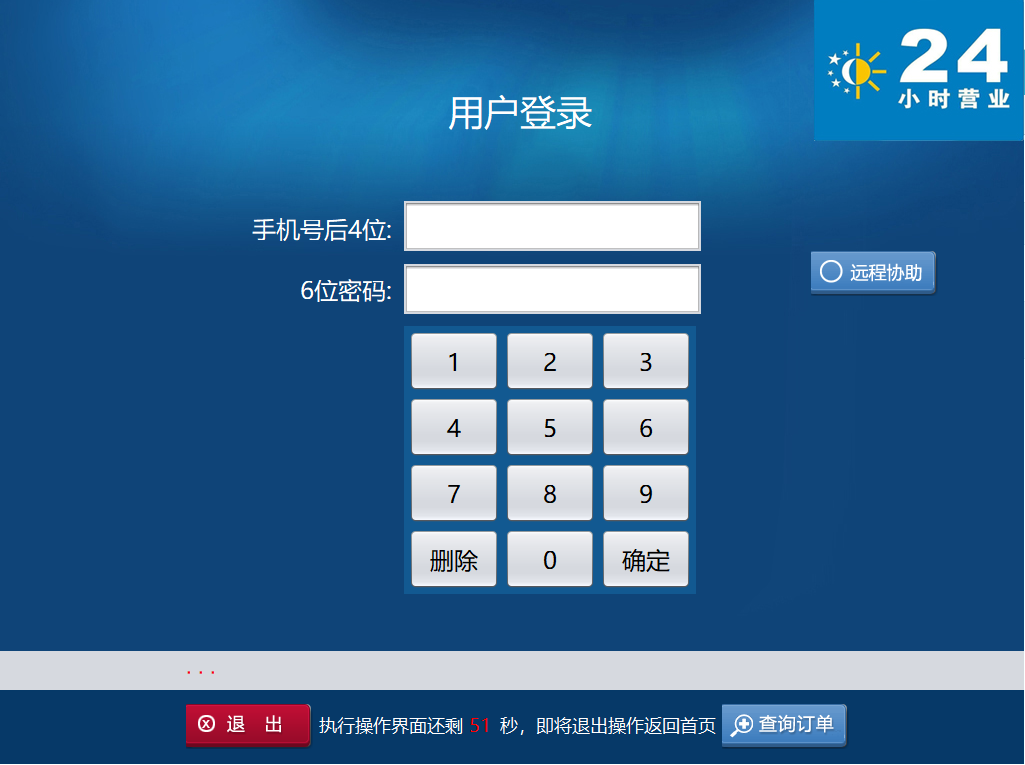 24
小时营业
用户登录
手机号后4位:
6位密码:
远程协助
1 2 3
4 5 6
7 8 9
删除 0 确定
...
退 出 执行操作界面还剩 51 秒，即将退出操作返回首页 查询订单